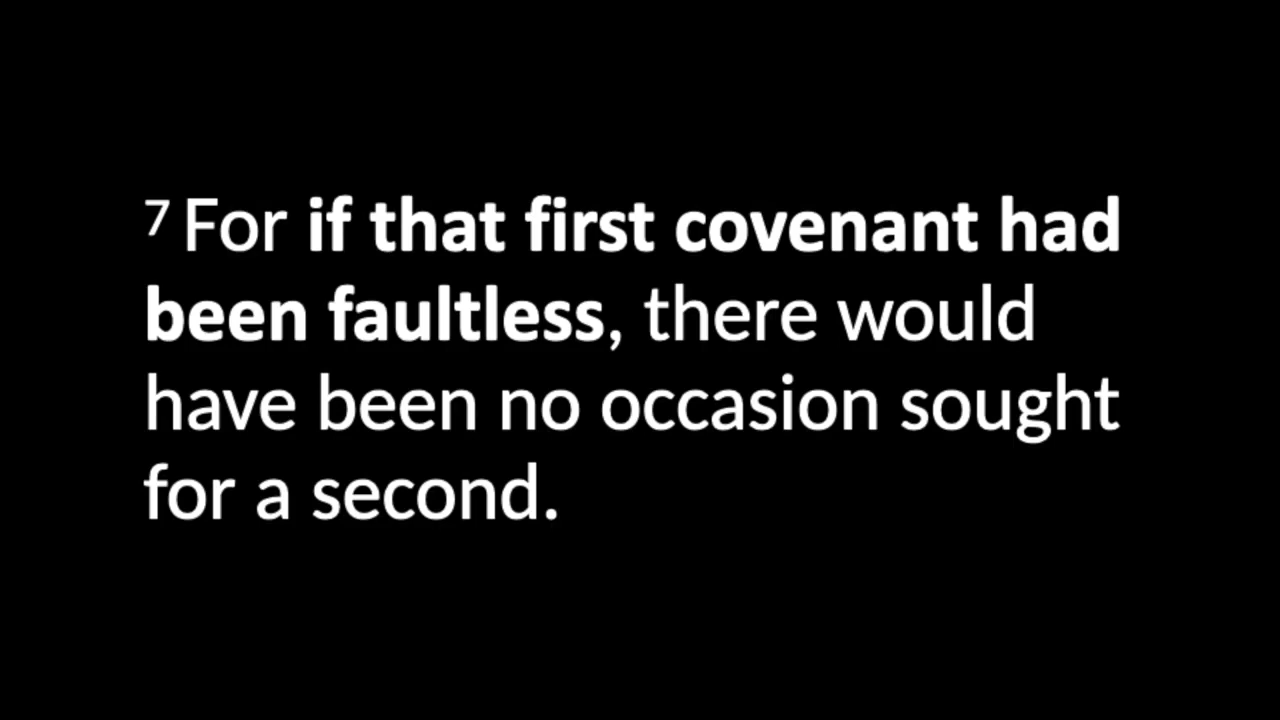 7 For if that first covenant had
been faultless, there would
have been no occasion sought
for a second.